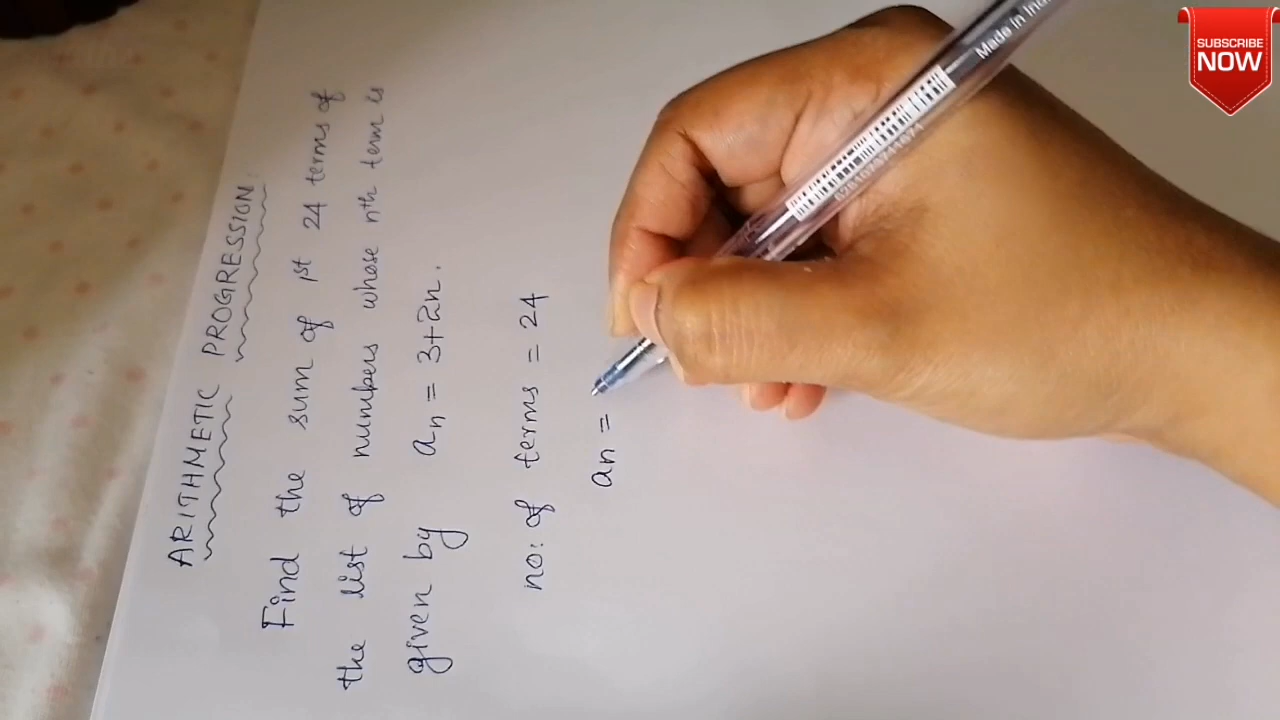 ARITHMETIC PROGRESSION:
Find the sum of 1st 24 terms of
the list of numbers whose nth term is
given by an = 3+2n.
no: of terms = 24
an =
Made in Indi
SUBSCRIBE
NOW